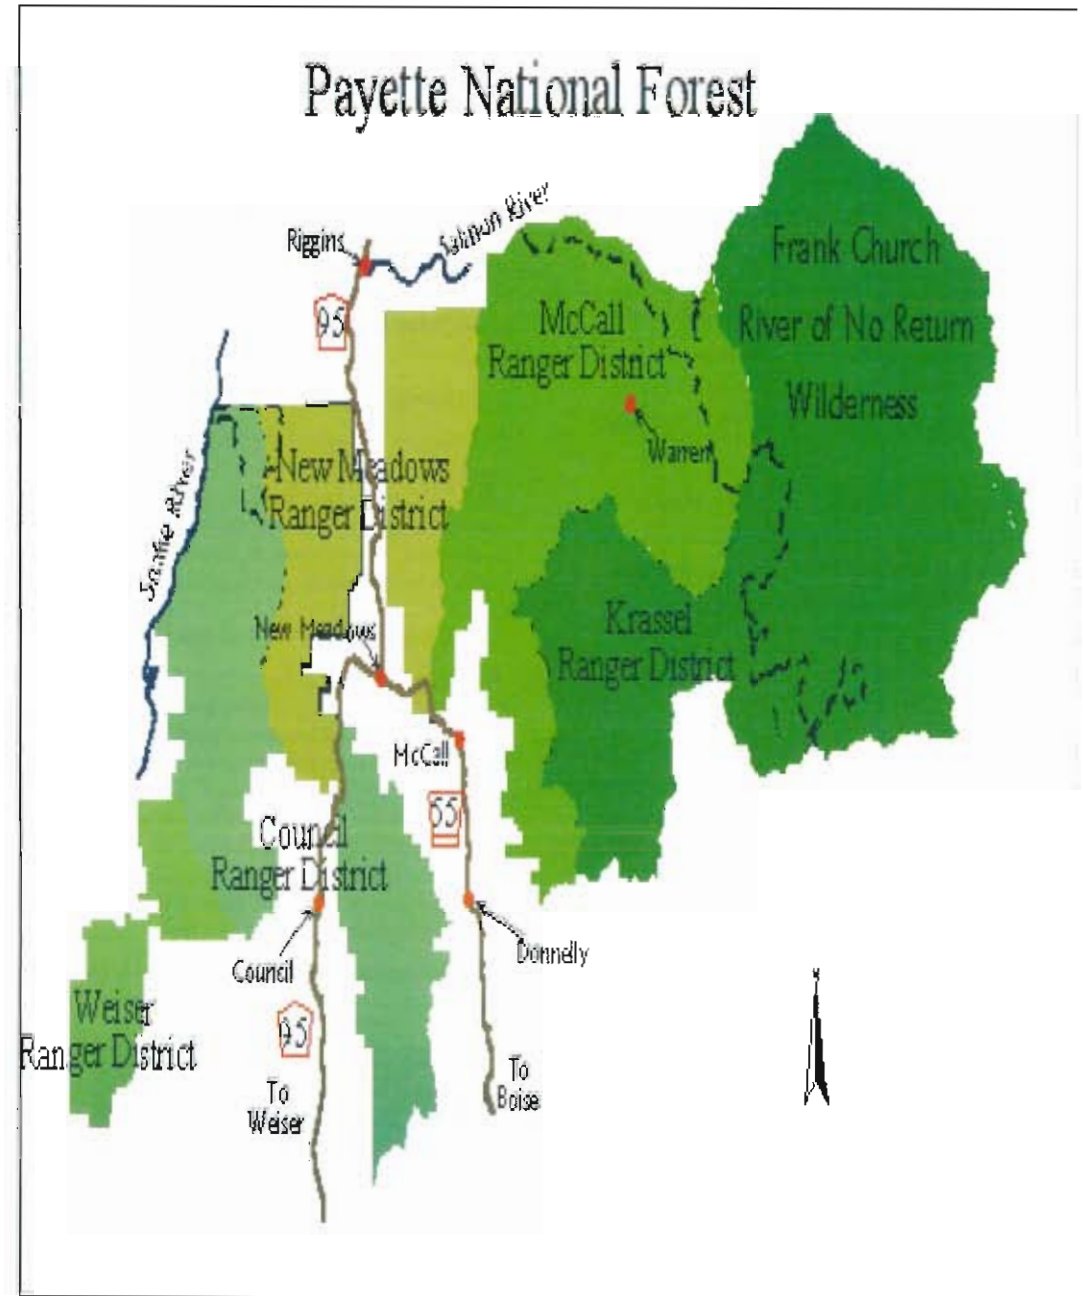 Payette National Forest
Salmon River
Riggins
95
Frank Church
River of No Return
Wilderness
McCall
Ranger District
Warren
New Meadows
Ranger District
Snake River
New Meadows
Krassel
Ranger District
McCall
55
Council
Ranger District
Council
Donnelly
Weiser
Ranger District
95
To
Weiser
To
Boise